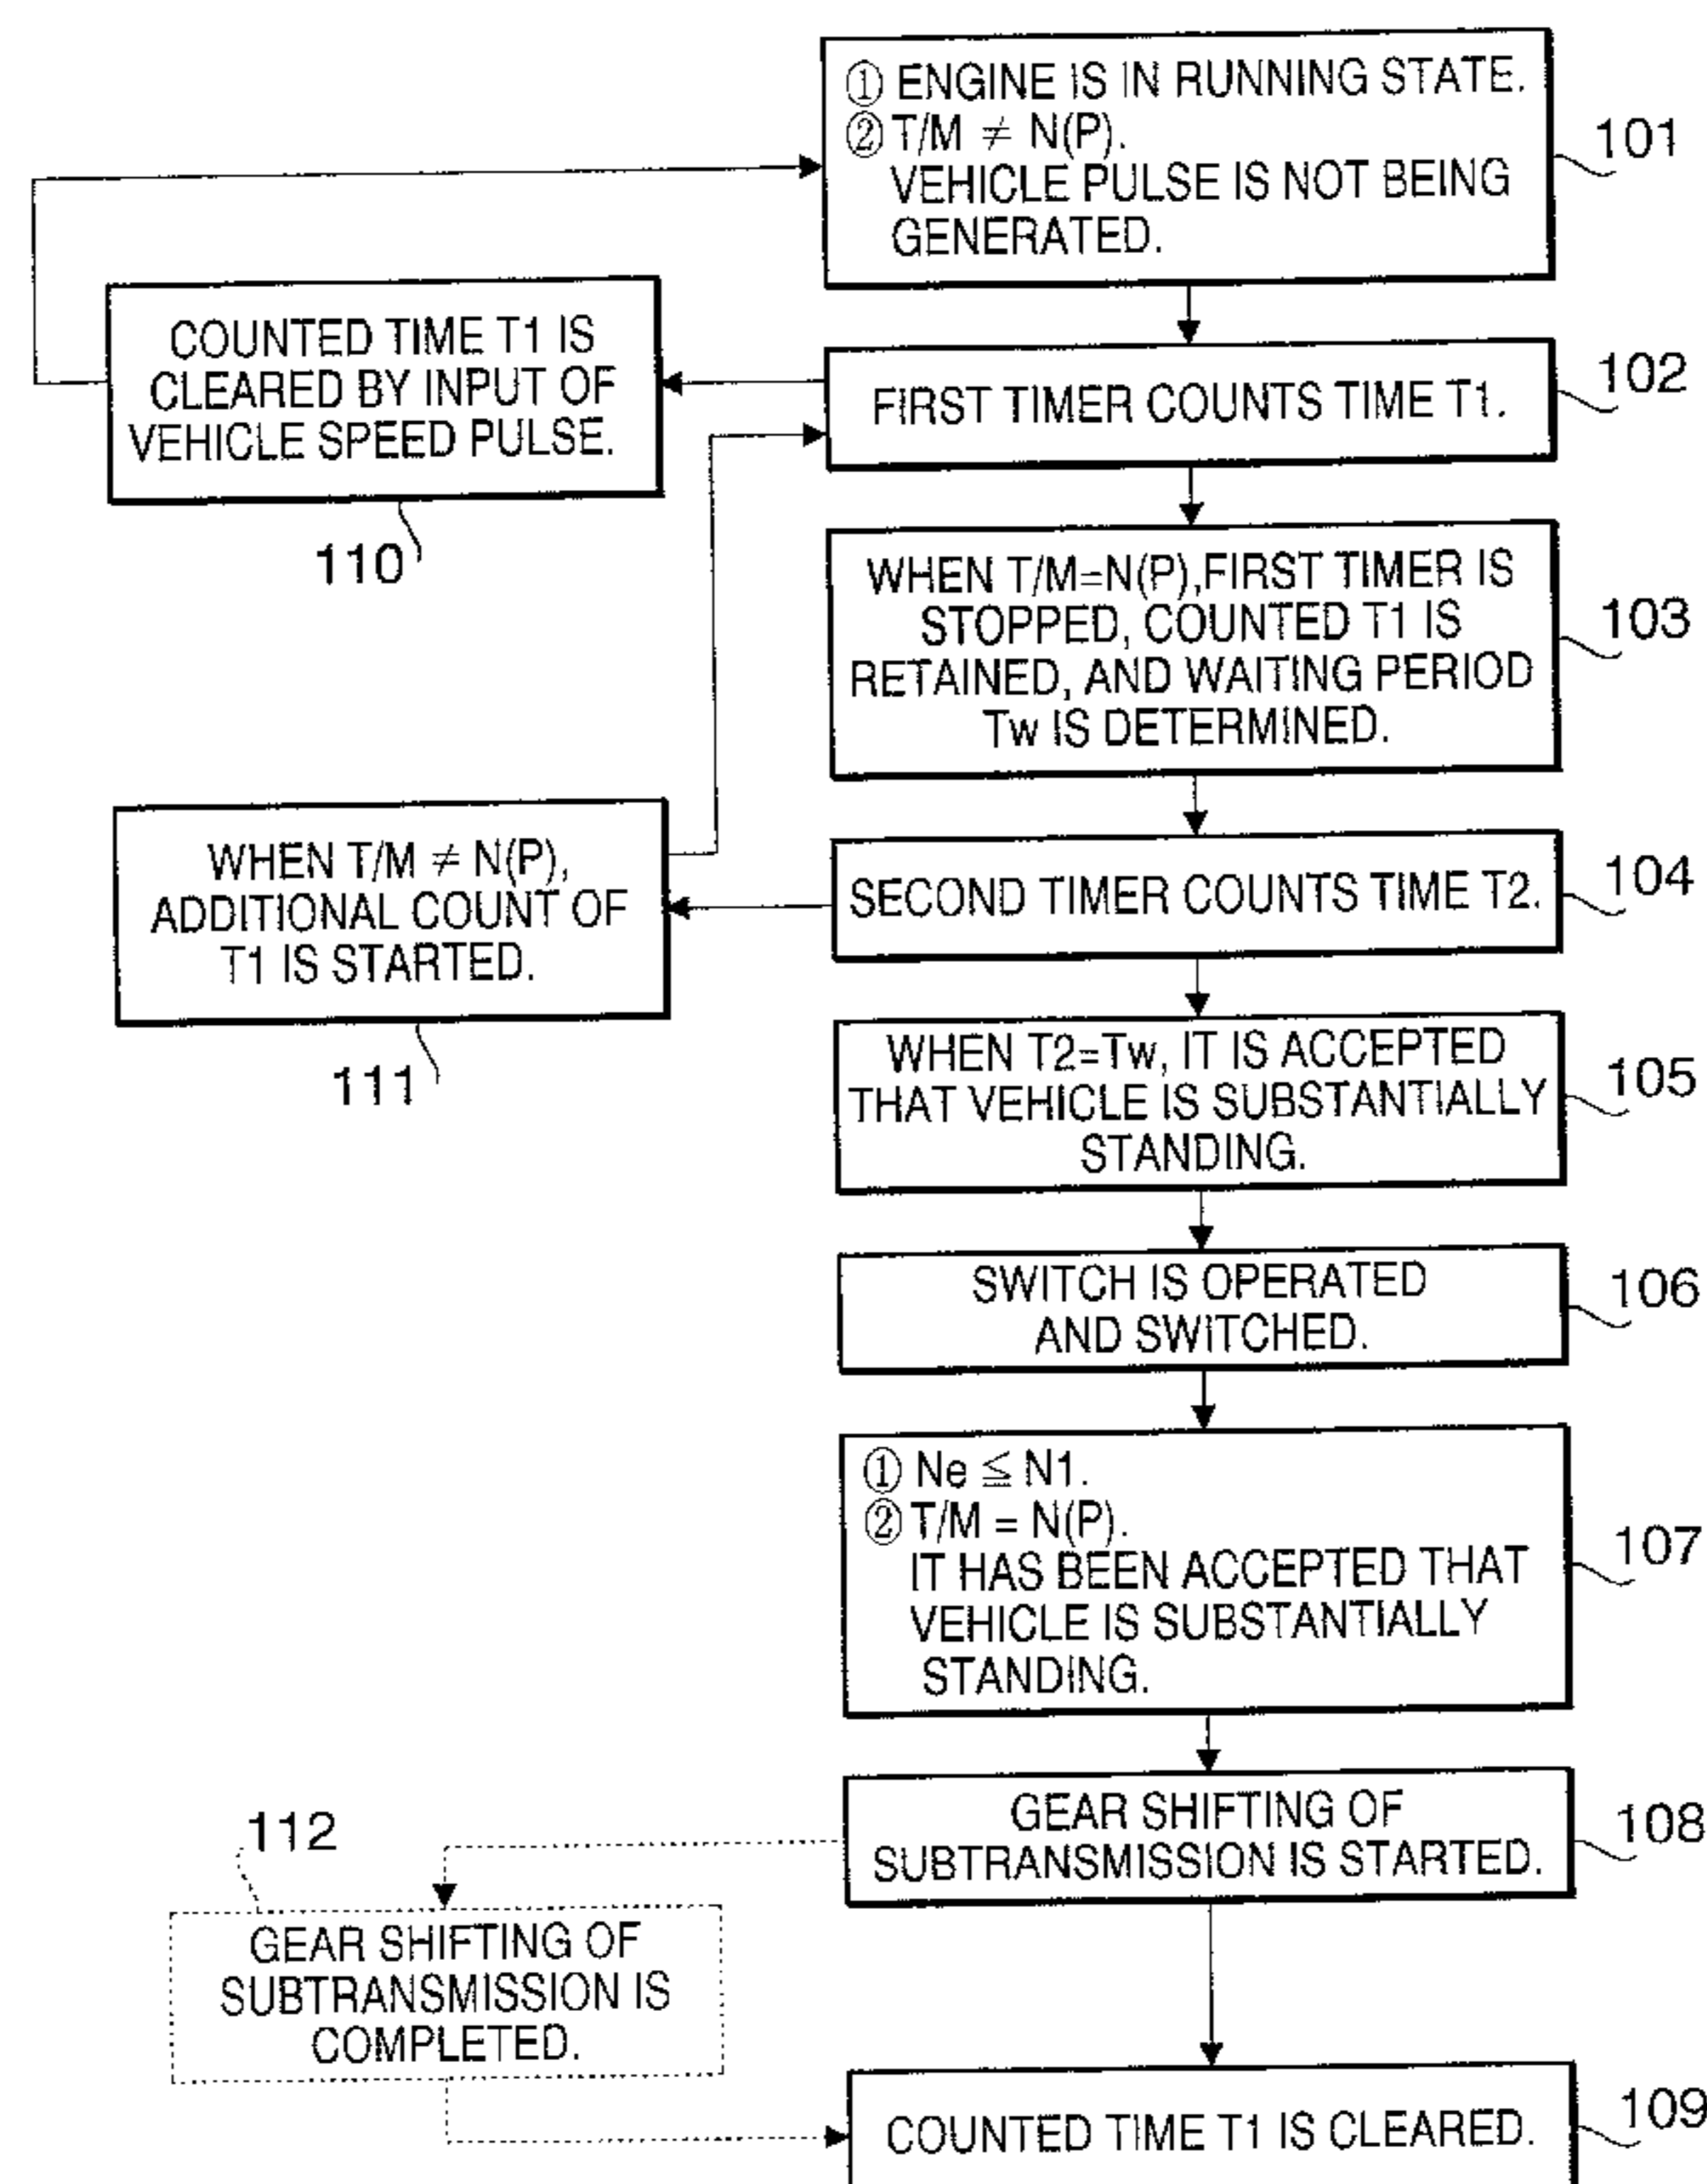 ① ENGINE IS IN RUNNING STATE.
② T/M ≠ N(P).
VEHICLE PULSE IS NOT BEING
GENERATED.
101
COUNTED TIME T1 IS
CLEARED BY INPUT OF
VEHICLE SPEED PULSE.
110
FIRST TIMER COUNTS TIME T1.
102
WHEN T/M=N(P),FIRST TIMER IS
STOPPED, COUNTED T1 IS
RETAINED, AND WAITING PERIOD
Tw IS DETERMINED.
103
WHEN T/M ≠ N(P),
ADDITIONAL COUNT OF
T1 IS STARTED.
111
SECOND TIMER COUNTS TIME T2.
104
WHEN T2=Tw, IT IS ACCEPTED
THAT VEHICLE IS SUBSTANTIALLY
STANDING.
105
SWITCH IS OPERATED
AND SWITCHED.
106
① Ne ≦ N1.
② T/M = N(P).
IT HAS BEEN ACCEPTED THAT
VEHICLE IS SUBSTANTIALLY
STANDING.
107
GEAR SHIFTING OF
SUBTRANSMISSION IS STARTED.
108
112
GEAR SHIFTING OF
SUBTRANSMISSION IS
COMPLETED.
COUNTED TIME T1 IS CLEARED.
109